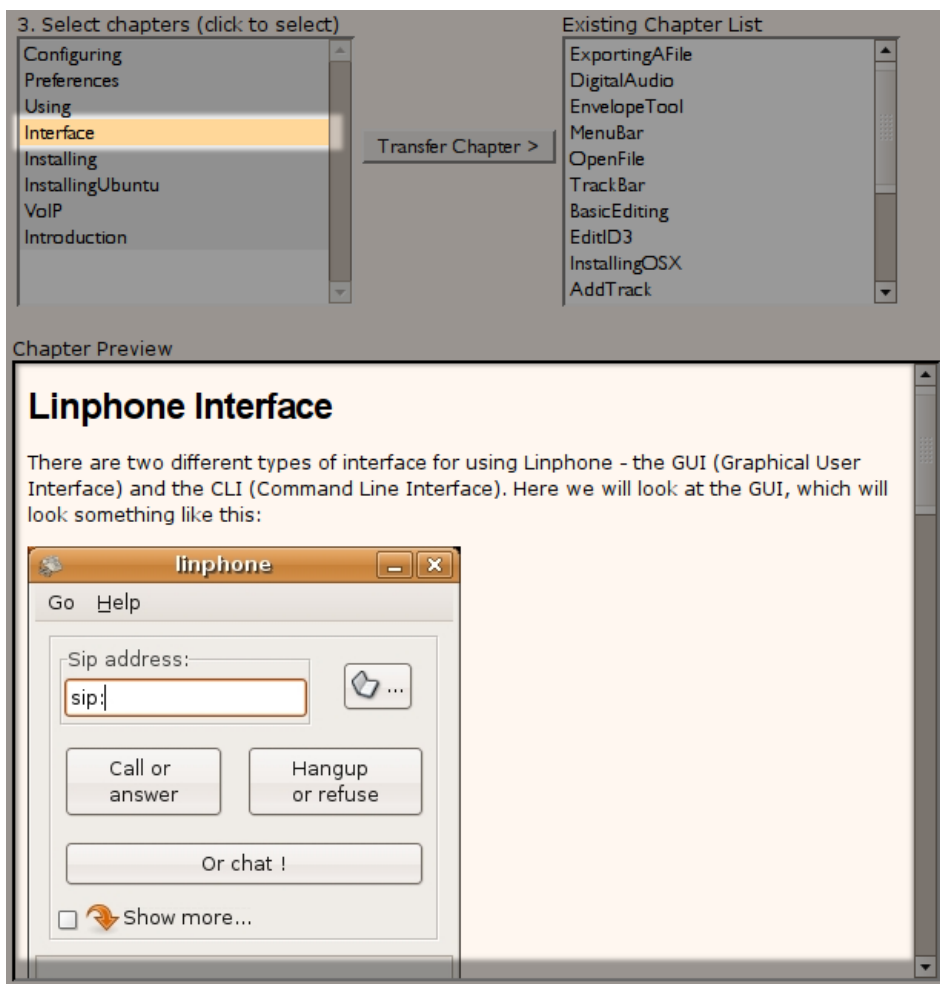 3. Select chapters (click to select)
Configuring
Preferences
Using
Interface
Installing
InstallingUbuntu
VoIP
Introduction
Transfer Chapter >
Existing Chapter List
ExportingAFile
DigitalAudio
EnvelopeTool
MenuBar
OpenFile
TrackBar
BasicEditing
EditID3
InstallingOSX
AddTrack
Chapter Preview
Linphone Interface
There are two different types of interface for using Linphone - the GUI (Graphical User
Interface) and the CLI (Command Line Interface). Here we will look at the GUI, which will
look something like this:
linphone
Go Help
Sip address:
sip:
...
Call or
answer
Hangup
or refuse
Or chat !
Show more...